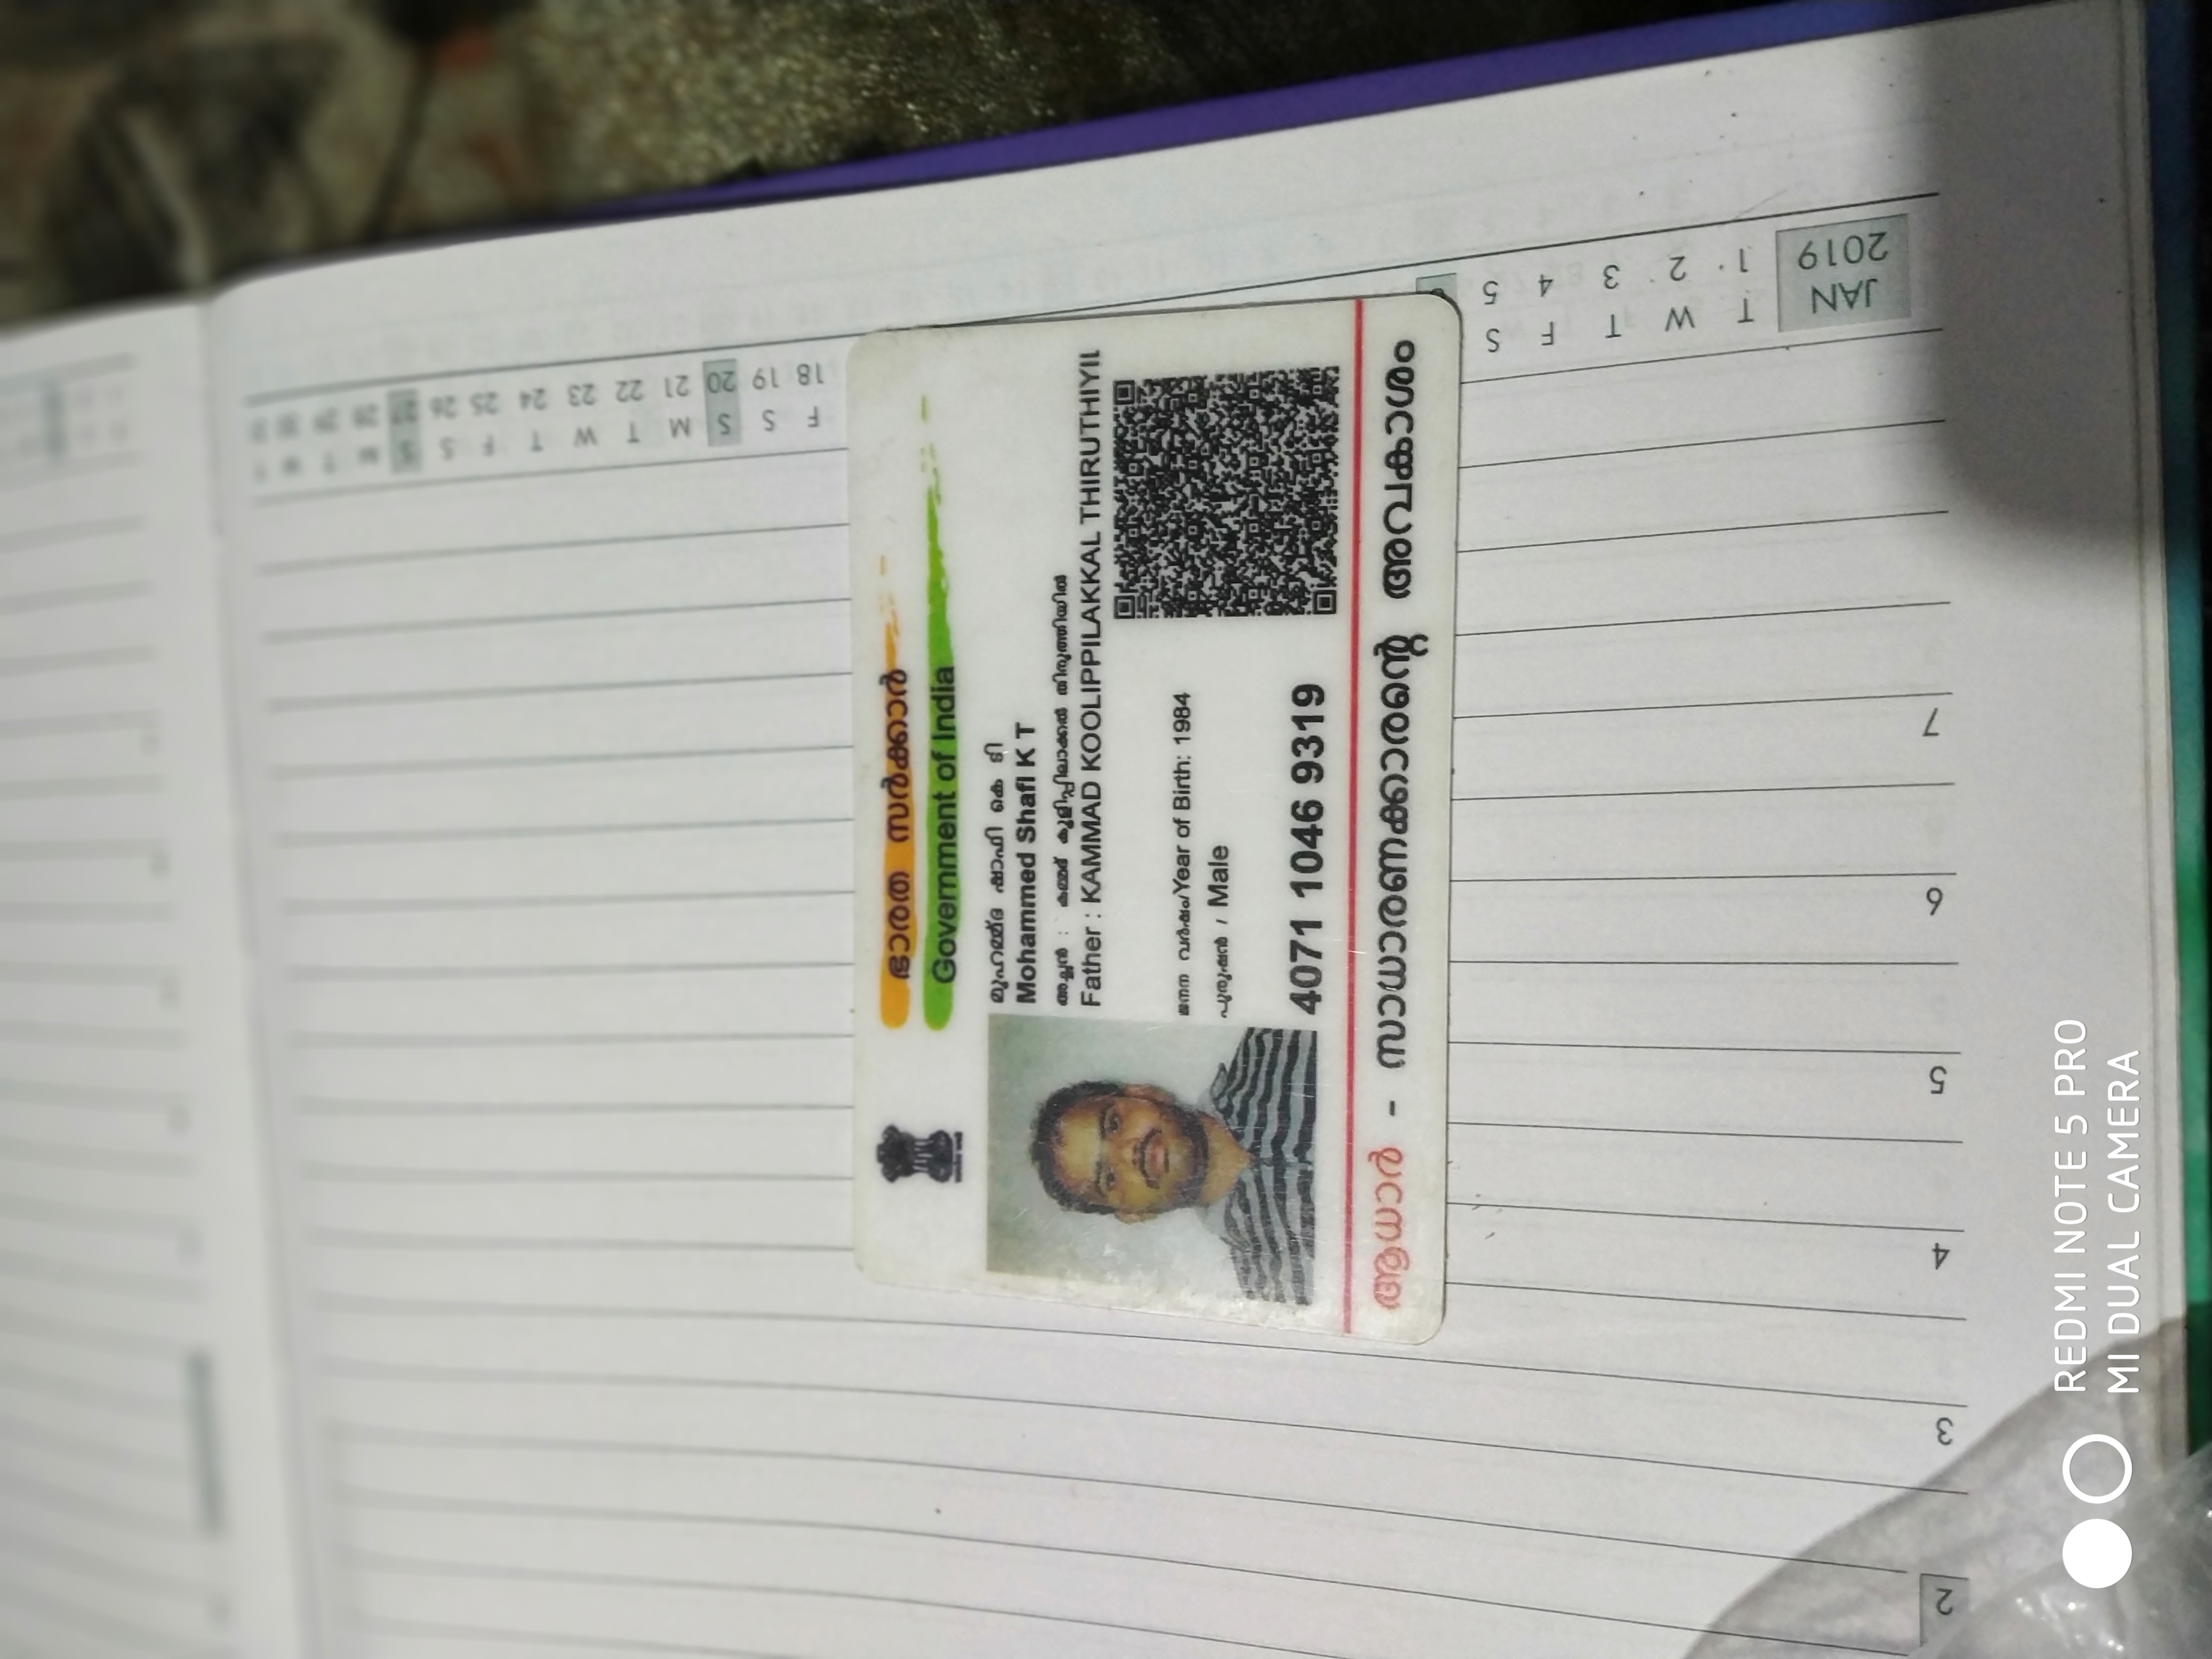 ഭാരത സർക്കാർ
Government of India
മുഹമ്മ്ദ ഷാഫി കെ ടി
Mohammed Shafi K T
അച്ഛൻ : കമ്മദ് കൂളിപ്പിലാക്കൽ തിരുത്തിയിൽ
Father : KAMMAD KOOLIPPILAKKAL THIRUTHIYIL
ജനന വർഷം/Year of Birth: 1984
പുരുഷൻ / Male
4071 1046 9319
ആധാർ - സാധാരണക്കാരന്റെ അവകാശം
JAN 2019
T W T F S
1 2 3 4 5
F S S M T W T F S S M T W T
18 19 20 21 22 23 24 25 26 27 28 29 30 31
2
3
4
5
6
7
REDMI NOTE 5 PRO
MI DUAL CAMERA